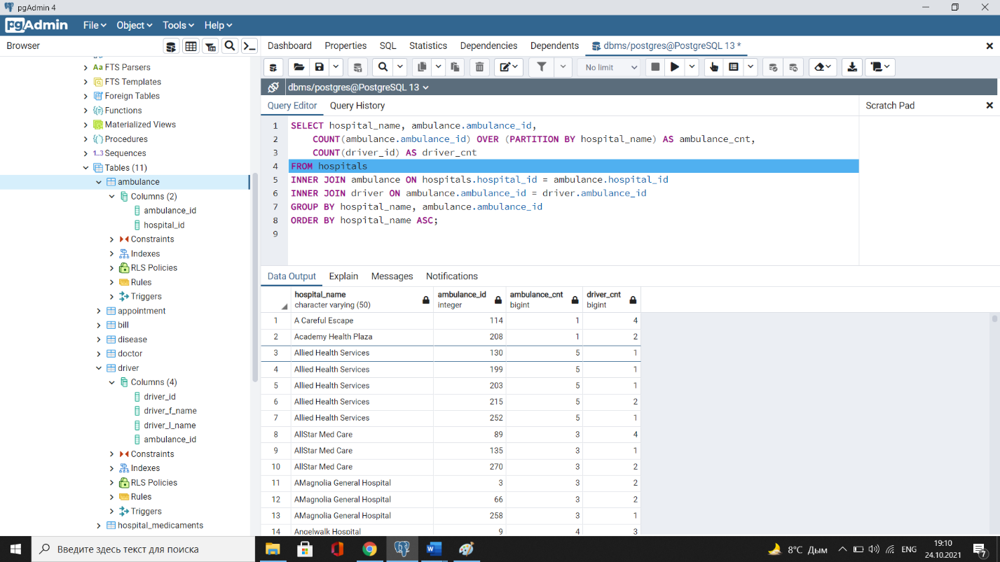 pgAdmin 4
pgAdmin
File Object Tools Help
Browser
Dashboard Properties SQL Statistics Dependencies Dependents dbms/postgres@PostgreSQL 13 *
No limit
dbms/postgres@PostgreSQL 13
Aa FTS Parsers
FTS Templates
Foreign Tables
Functions
Materialized Views
Procedures
1..3 Sequences
Tables (11)
ambulance
Columns (2)
ambulance_id
hospital_id
Constraints
Indexes
RLS Policies
Rules
Triggers
appointment
bill
disease
doctor
driver
Columns (4)
driver_id
driver_f_name
driver_l_name
ambulance_id
Constraints
Indexes
RLS Policies
Rules
Triggers
hospital_medicaments
Query Editor Query History
Scratch Pad
1 SELECT hospital_name, ambulance.ambulance_id,
2 COUNT(ambulance.ambulance_id) OVER (PARTITION BY hospital_name) AS ambulance_cnt,
3 COUNT(driver_id) AS driver_cnt
4 FROM hospitals
5 INNER JOIN ambulance ON hospitals.hospital_id = ambulance.hospital_id
6 INNER JOIN driver ON ambulance.ambulance_id = driver.ambulance_id
7 GROUP BY hospital_name, ambulance.ambulance_id
8 ORDER BY hospital_name ASC;
9
Data Output Explain Messages Notifications
hospital_name ambulance_id ambulance_cnt driver_cnt
character varying (50) integer bigint bigint
1 A Careful Escape 114 1 4
2 Academy Health Plaza 208 1 2
3 Allied Health Services 130 5 1
4 Allied Health Services 199 5 1
5 Allied Health Services 203 5 1
6 Allied Health Services 215 5 2
7 Allied Health Services 252 5 1
8 AllStar Med Care 89 3 4
9 AllStar Med Care 135 3 1
10 AllStar Med Care 270 3 2
11 AMagnolia General Hospital 3 3 2
12 AMagnolia General Hospital 66 3 2
13 AMagnolia General Hospital 258 3 1
14 Angelwalk Hospital 9 4 3
Введите здесь текст для поиска
8°C Дым
ENG
19:10
24.10.2021
7